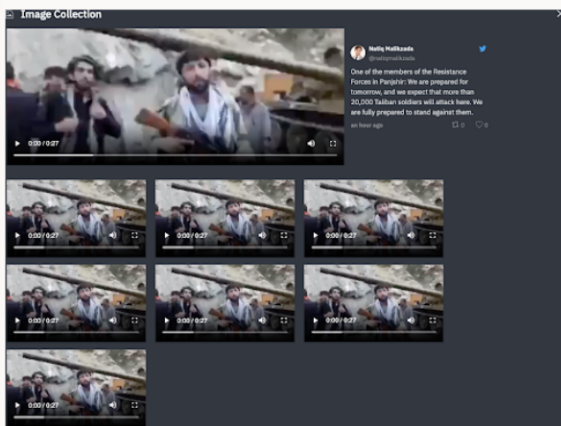 Image Collection
Natiq Malikzada
@natiqmalikzada
One of the members of the Resistance
Forces in Panjshir: We are prepared for
tomorrow, and we expect that more than
20,000 Taliban soldiers will attack here. We
are fully prepared to stand against them.
an hour ago 0 0
0:00 / 0:27
0:00 / 0:27
0:00 / 0:27
0:00 / 0:27
0:00 / 0:27
0:00 / 0:27
0:00 / 0:27
0:00 / 0:27